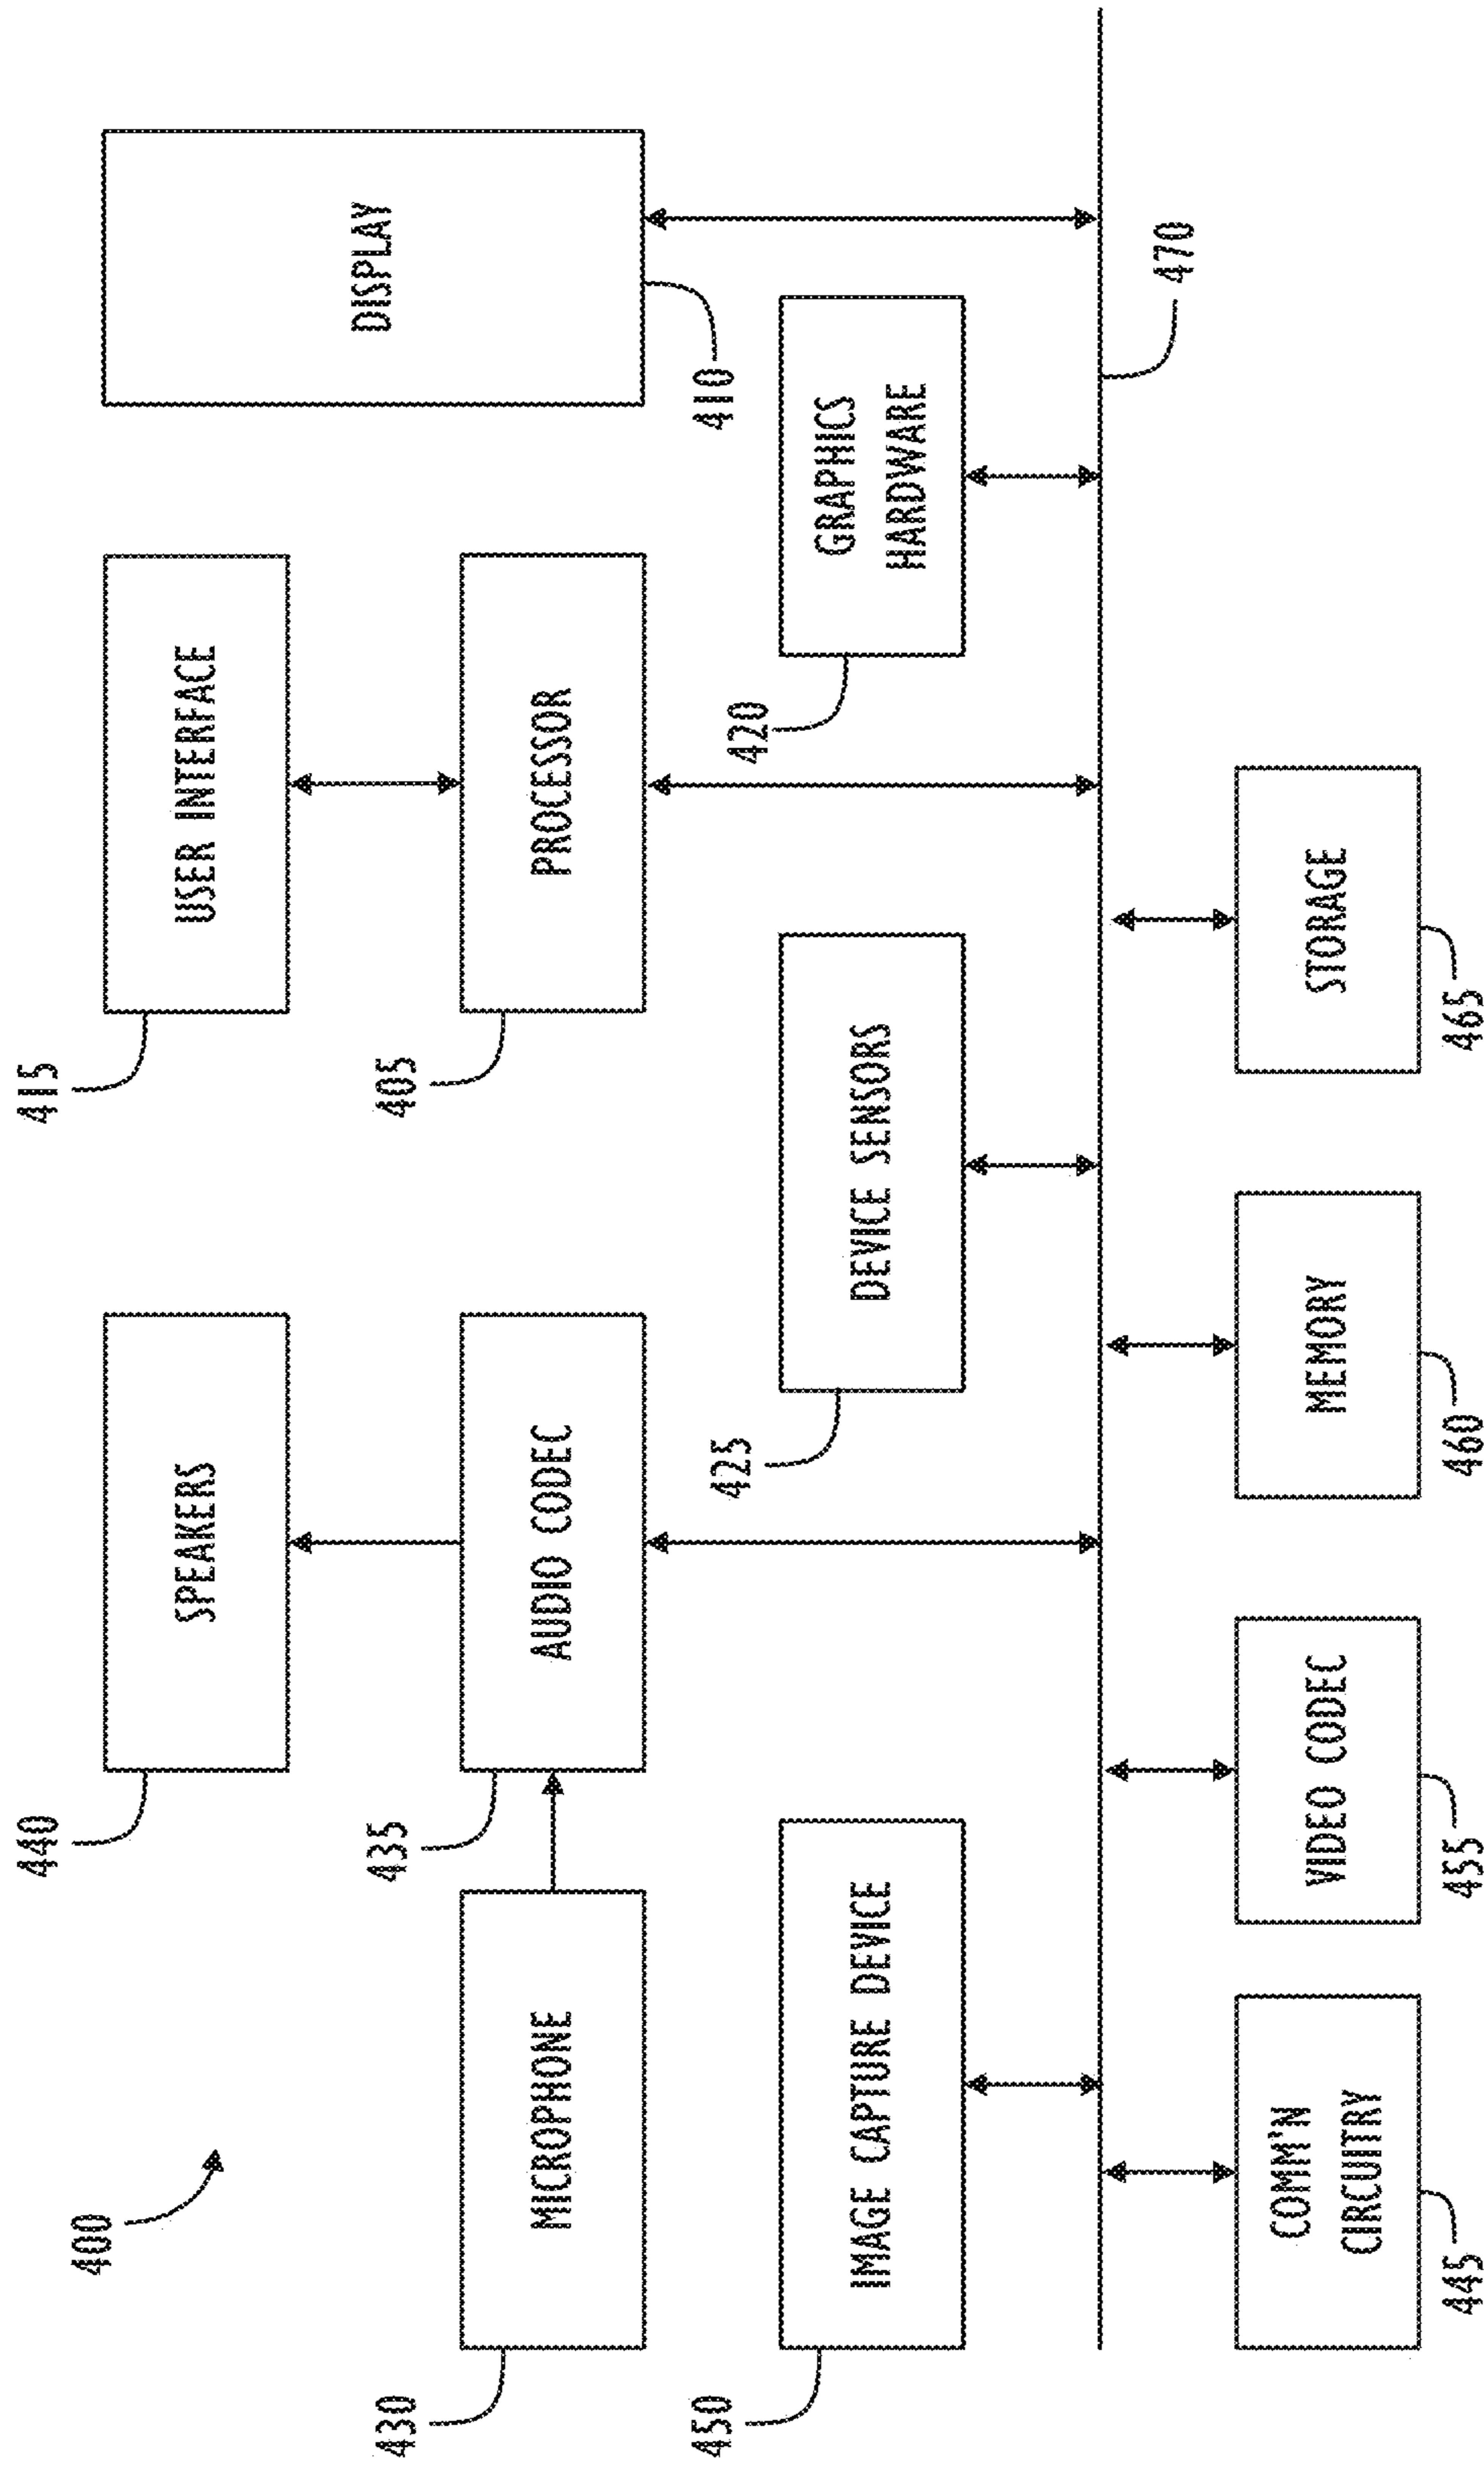 400
440
SPEAKERS
415
USER INTERFACE
DISPLAY
410
430
MICROPHONE
435
AUDIO CODEC
405
PROCESSOR
450
IMAGE CAPTURE DEVICE
425
DEVICE SENSORS
420
GRAPHICS
HARDWARE
470
COMM'N
CIRCUITRY
445
VIDEO CODEC
455
MEMORY
460
STORAGE
465